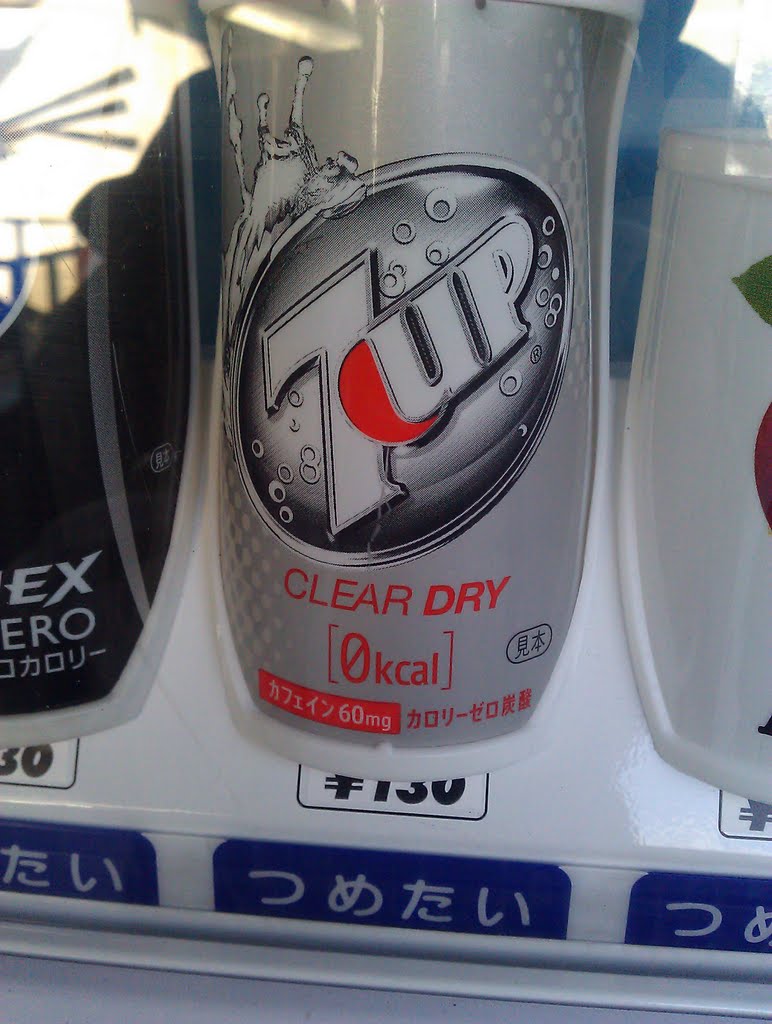 7UP
®
CLEAR DRY
[0kcal]
見本
カフェイン60mg
カロリーゼロ炭酸
見本
EX
ERO
ロカロリー
30
¥130
¥
たい
つめたい
つめ